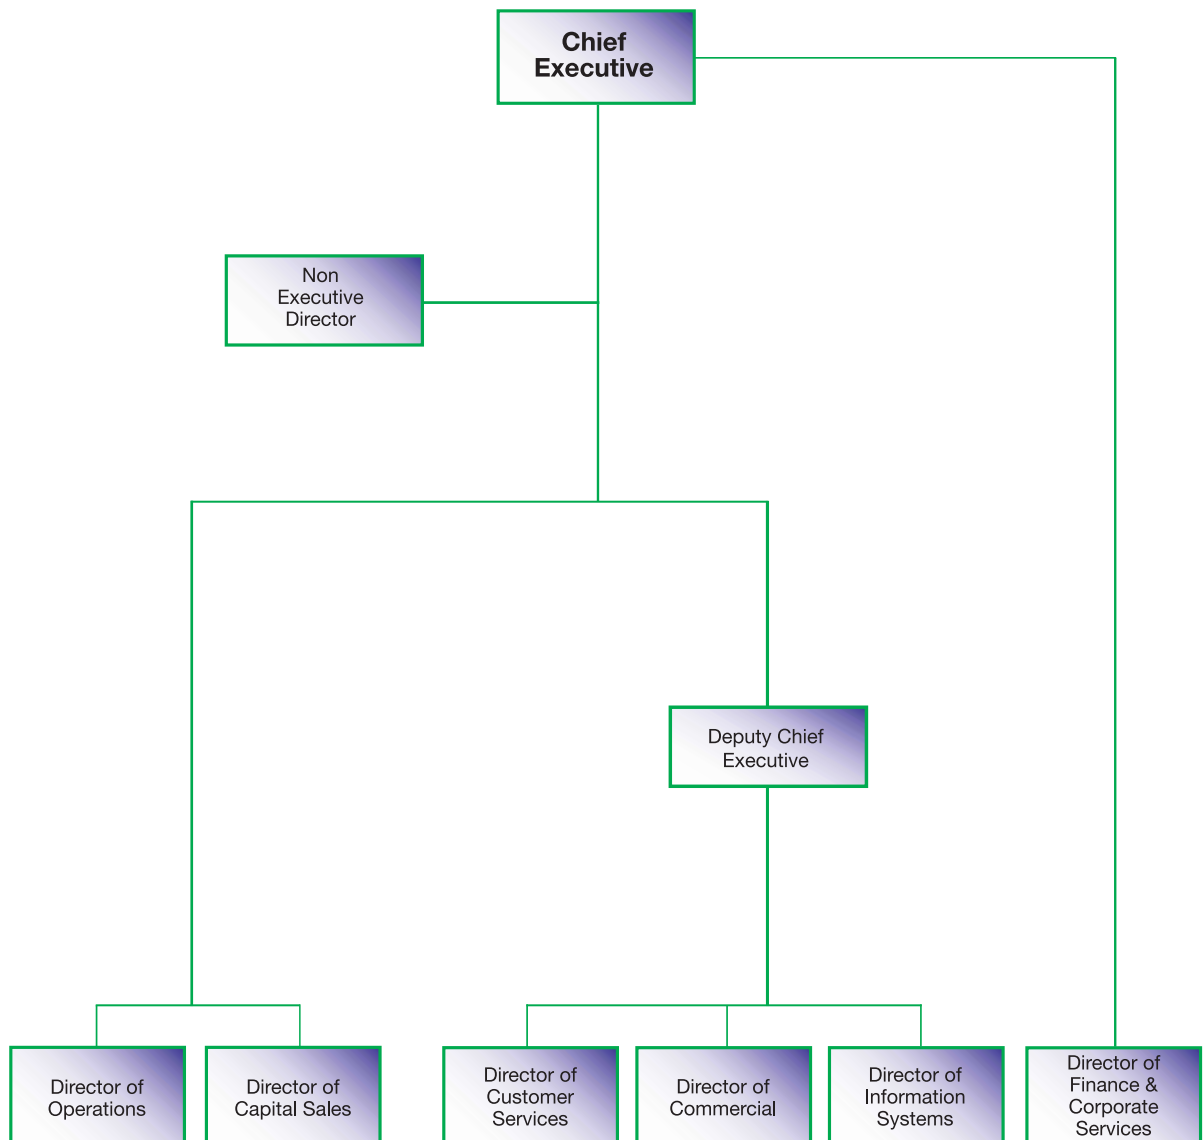 Chief
Executive
Non
Executive
Director
Deputy Chief
Executive
Director of
Operations
Director of
Capital Sales
Director of
Customer
Services
Director of
Commercial
Director of
Information
Systems
Director of
Finance &
Corporate
Services